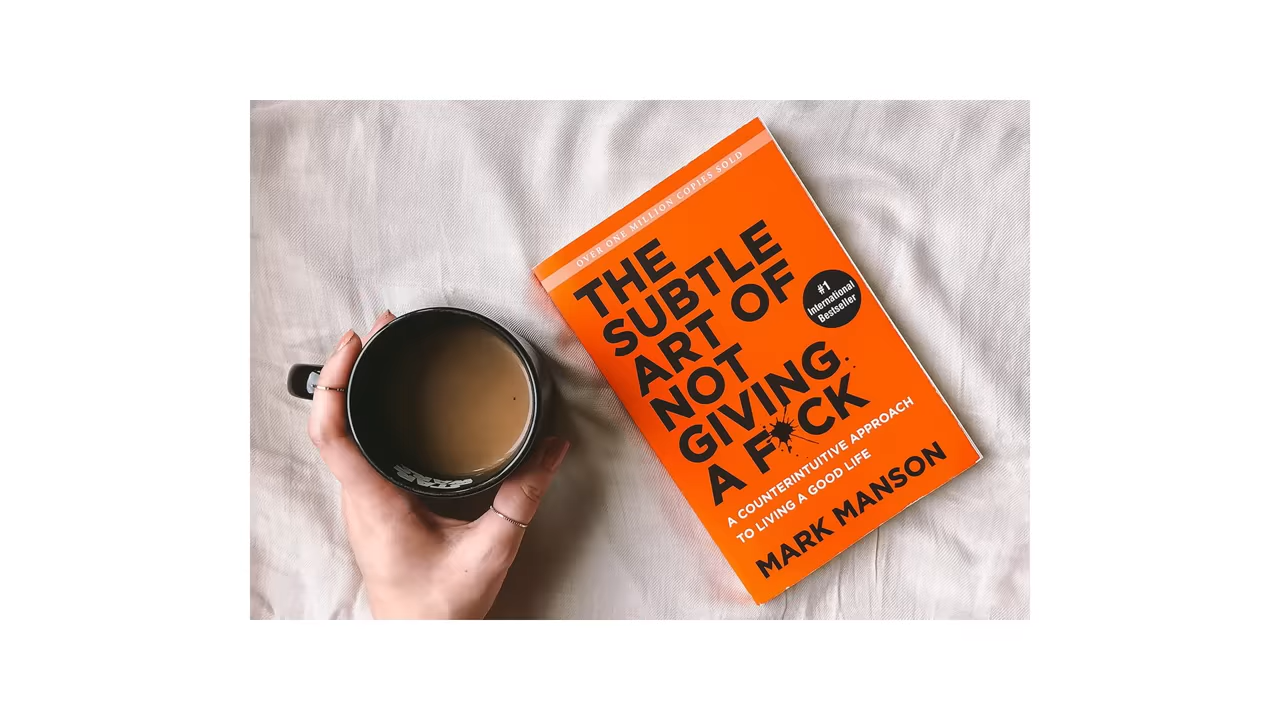 OVER ONE MILLION COPIES SOLD
THE
SUBTLE
ART OF
NOT
GIVING
A F*CK
#1
International
Bestseller
A COUNTERINTUITIVE APPROACH
TO LIVING A GOOD LIFE
MARK MANSON